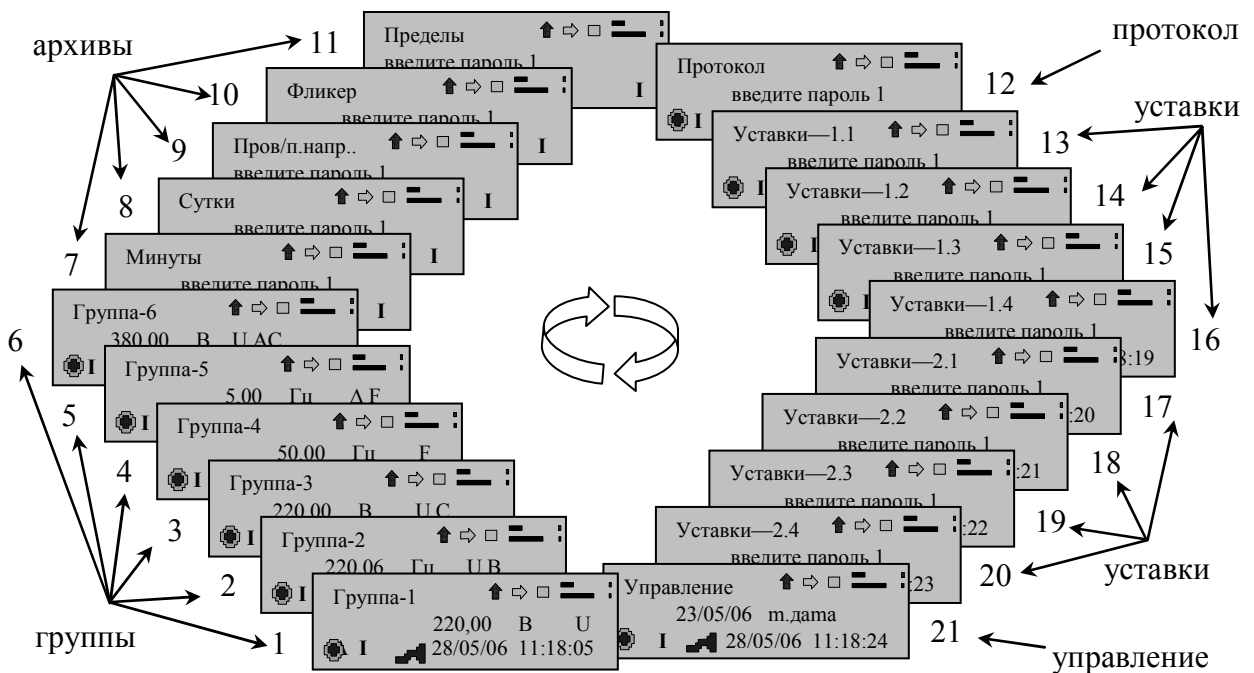 архивы
11
Пределы
введите пароль 1
I
10
Фликер
введите пароль 1
I
9
Пров/п.напр..
введите пароль 1
I
8
Сутки
введите пароль 1
I
7
Минуты
введите пароль 1
I
6
Группа-6
380,00 В U.AC
I
5
Группа-5
5,00 Гц Δ F
I
4
Группа-4
50,00 Гц F
I
3
Группа-3
220,00 В U.C
I
2
Группа-2
220,06 Гц U.B
I
группы
1
Группа-1
220,00 В U
I 28/05/06 11:18:05
протокол
12
Протокол
введите пароль 1
I
уставки
13
Уставки—1.1
введите пароль 1
I
14
Уставки—1.2
введите пароль 1
I
15
Уставки—1.3
введите пароль 1
I
16
Уставки—1.4
введите пароль 1
8:19
17
Уставки—2.1
введите пароль 1
:20
18
Уставки—2.2
введите пароль 1
:21
19
Уставки—2.3
введите пароль 1
:22
20
Уставки—2.4
введите пароль 1
:23
уставки
21
Управление
23/05/06 т.дата
I 28/05/06 11:18:24
управление